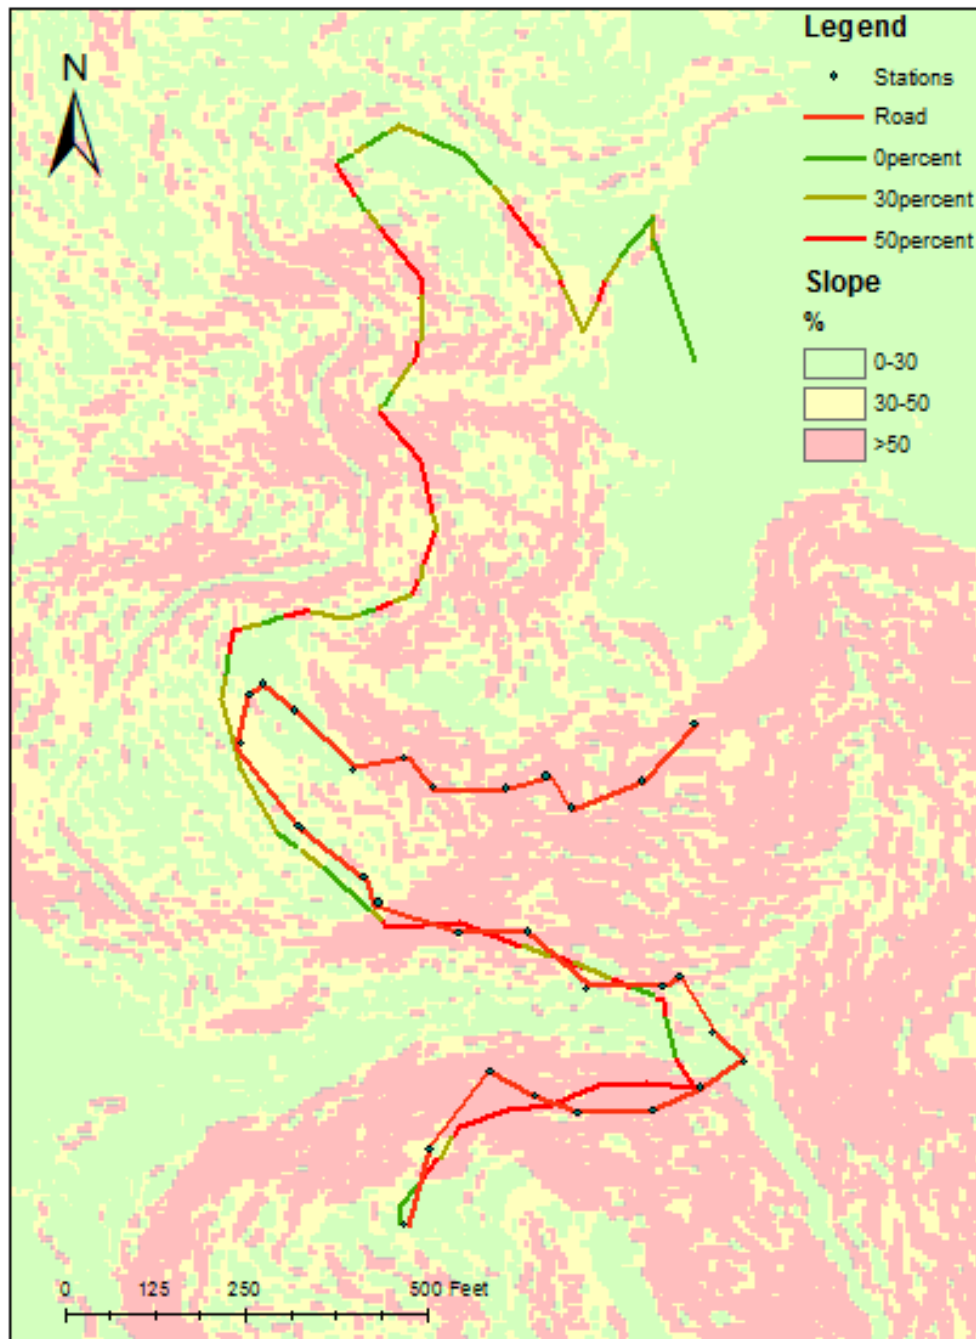 Legend
N
Stations
Road
0percent
30percent
50percent
Slope
%
0-30
30-50
>50
0 125 250 500 Feet